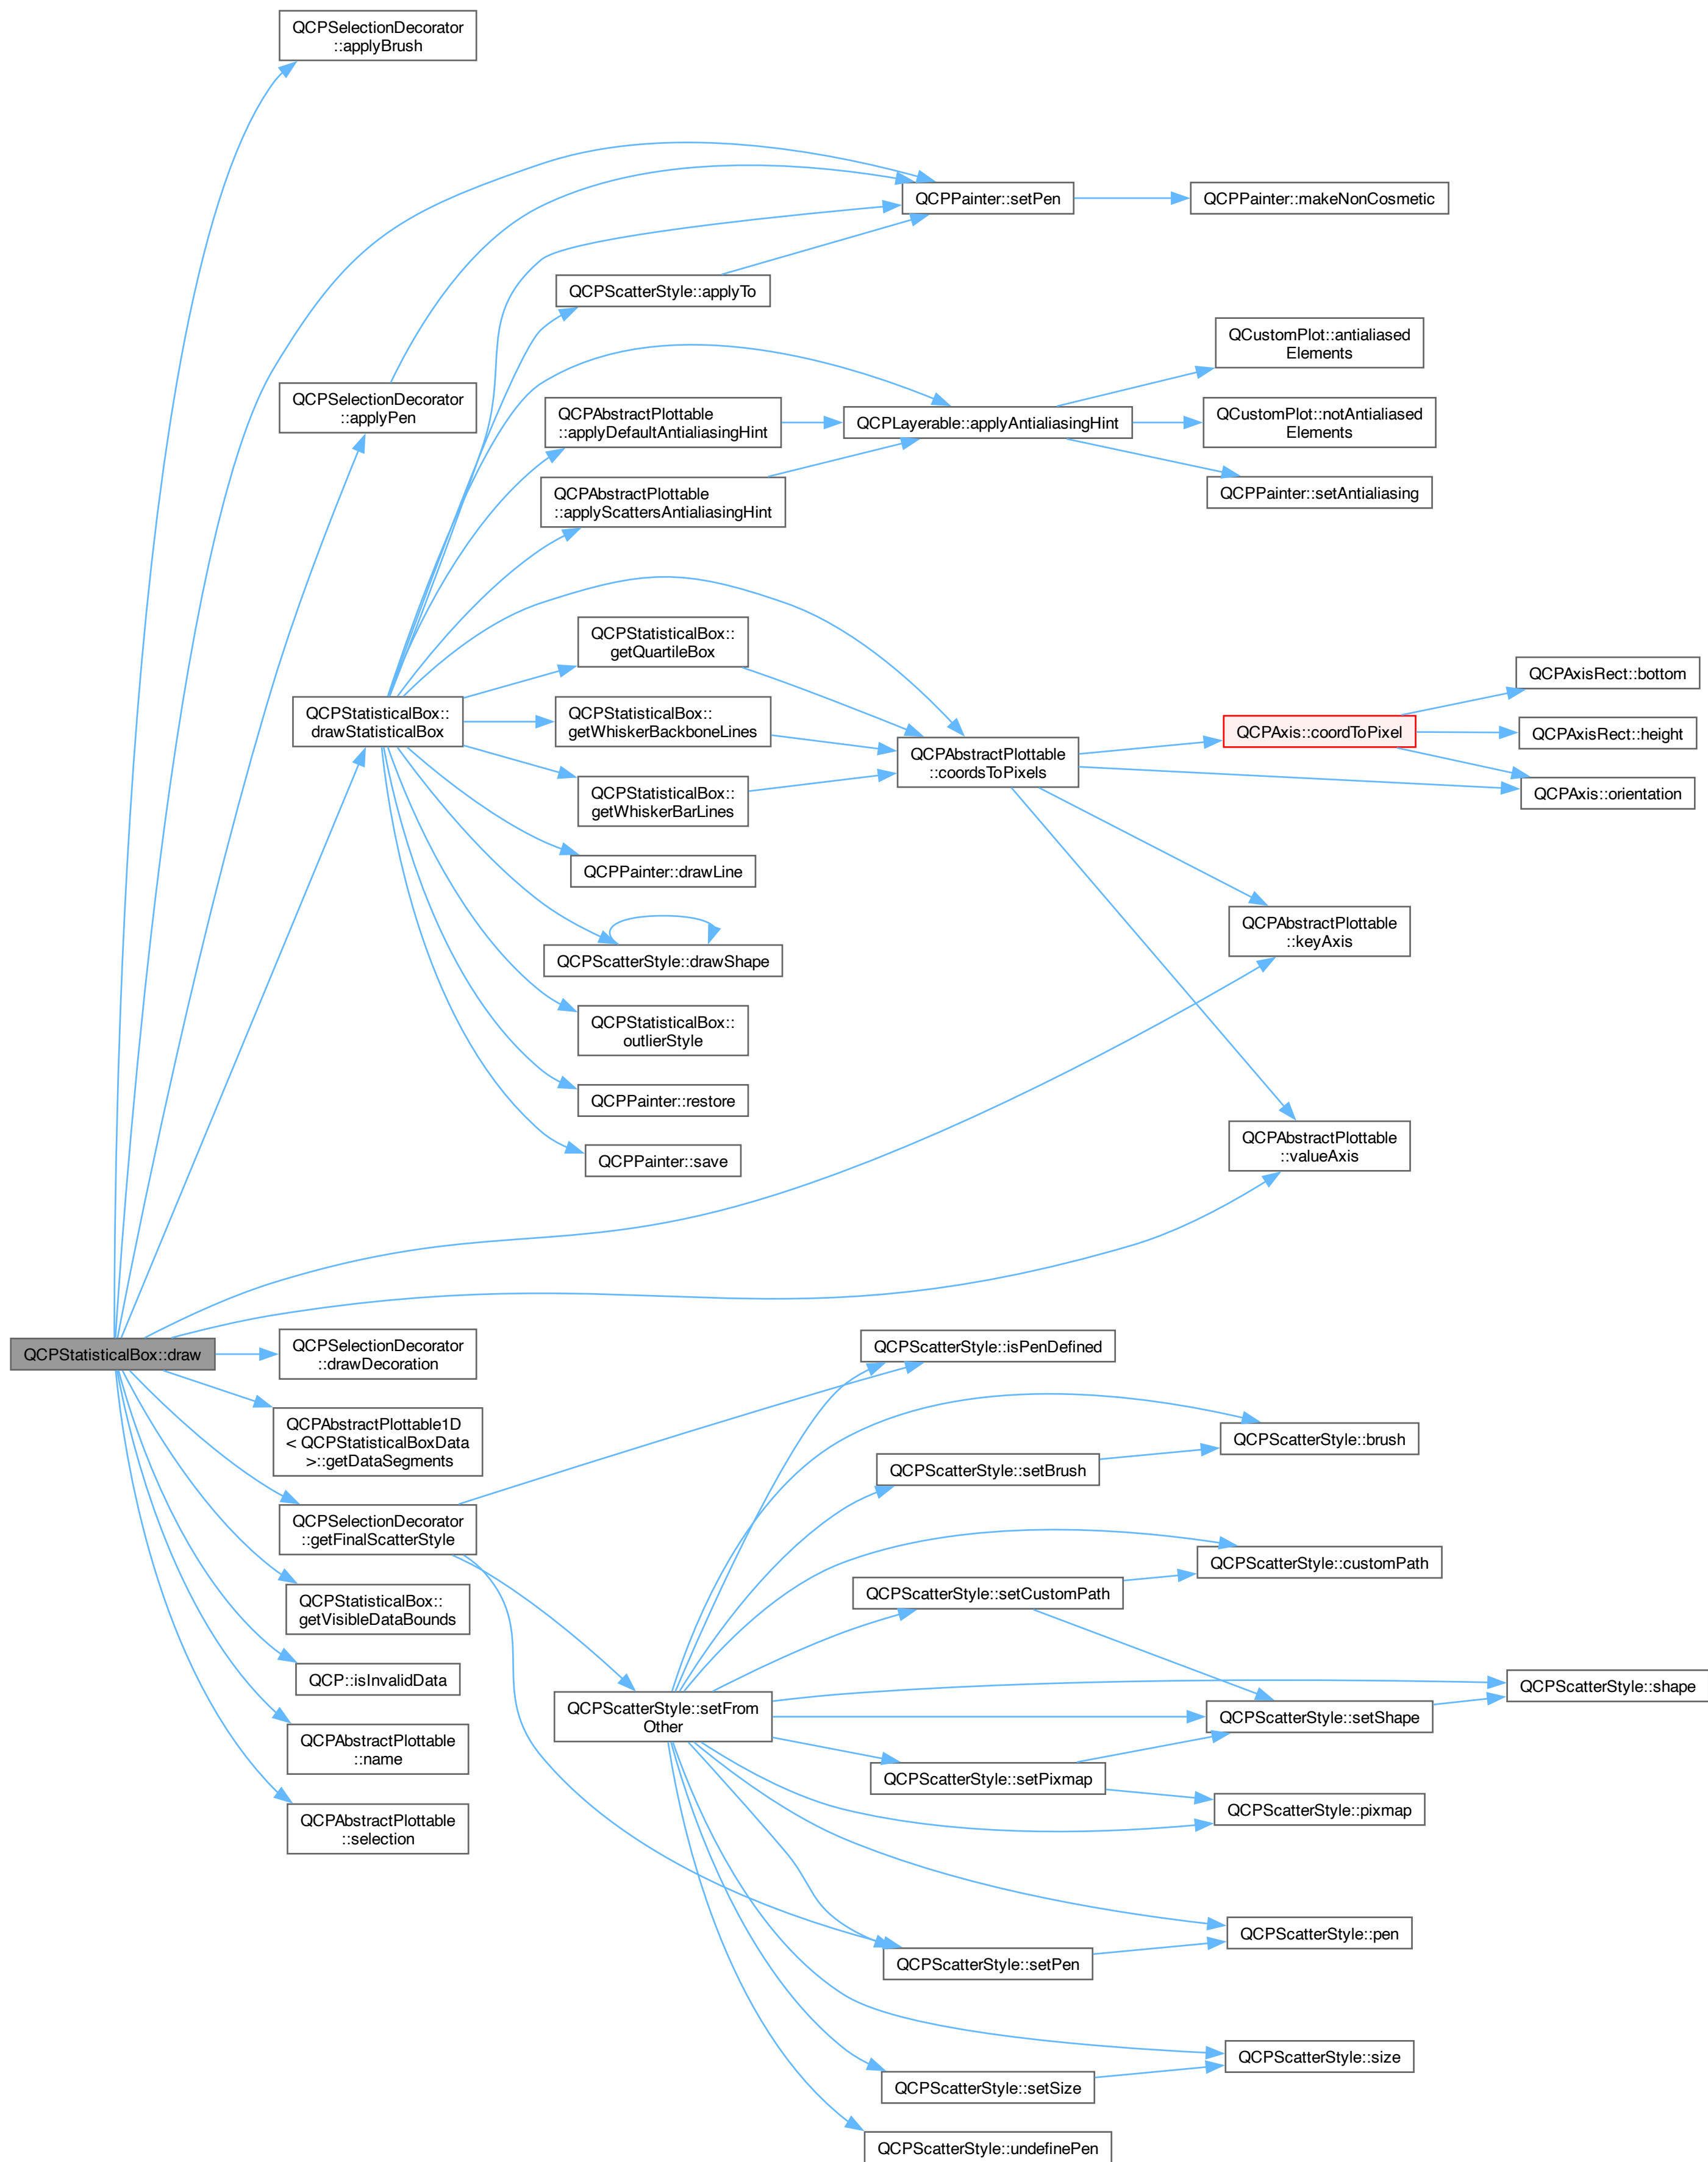 QCPSelectionDecorator
::applyBrush
QCPPainter::setPen
QCPPainter::makeNonCosmetic
QCPScatterStyle::applyTo
QCustomPlot::antialiased
Elements
QCPSelectionDecorator
::applyPen
QCPAbstractPlottable
::applyDefaultAntialiasingHint
QCPLayerable::applyAntialiasingHint
QCustomPlot::notAntialiased
Elements
QCPAbstractPlottable
::applyScattersAntialiasingHint
QCPPainter::setAntialiasing
QCPStatisticalBox::
getQuartileBox
QCPAxisRect::bottom
QCPStatisticalBox::
drawStatisticalBox
QCPStatisticalBox::
getWhiskerBackboneLines
QCPAxis::coordToPixel
QCPAxisRect::height
QCPAbstractPlottable
::coordsToPixels
QCPStatisticalBox::
getWhiskerBarLines
QCPAxis::orientation
QCPPainter::drawLine
QCPAbstractPlottable
::keyAxis
QCPScatterStyle::drawShape
QCPStatisticalBox::
outlierStyle
QCPPainter::restore
QCPPainter::save
QCPAbstractPlottable
::valueAxis
QCPStatisticalBox::draw
QCPSelectionDecorator
::drawDecoration
QCPScatterStyle::isPenDefined
QCPAbstractPlottable1D
< QCPStatisticalBoxData
>::getDataSegments
QCPScatterStyle::brush
QCPScatterStyle::setBrush
QCPSelectionDecorator
::getFinalScatterStyle
QCPScatterStyle::customPath
QCPStatisticalBox::
getVisibleDataBounds
QCPScatterStyle::setCustomPath
QCP::isInvalidData
QCPScatterStyle::setFrom
Other
QCPScatterStyle::shape
QCPScatterStyle::setShape
QCPAbstractPlottable
::name
QCPScatterStyle::setPixmap
QCPScatterStyle::pixmap
QCPAbstractPlottable
::selection
QCPScatterStyle::pen
QCPScatterStyle::setPen
QCPScatterStyle::size
QCPScatterStyle::setSize
QCPScatterStyle::undefinePen